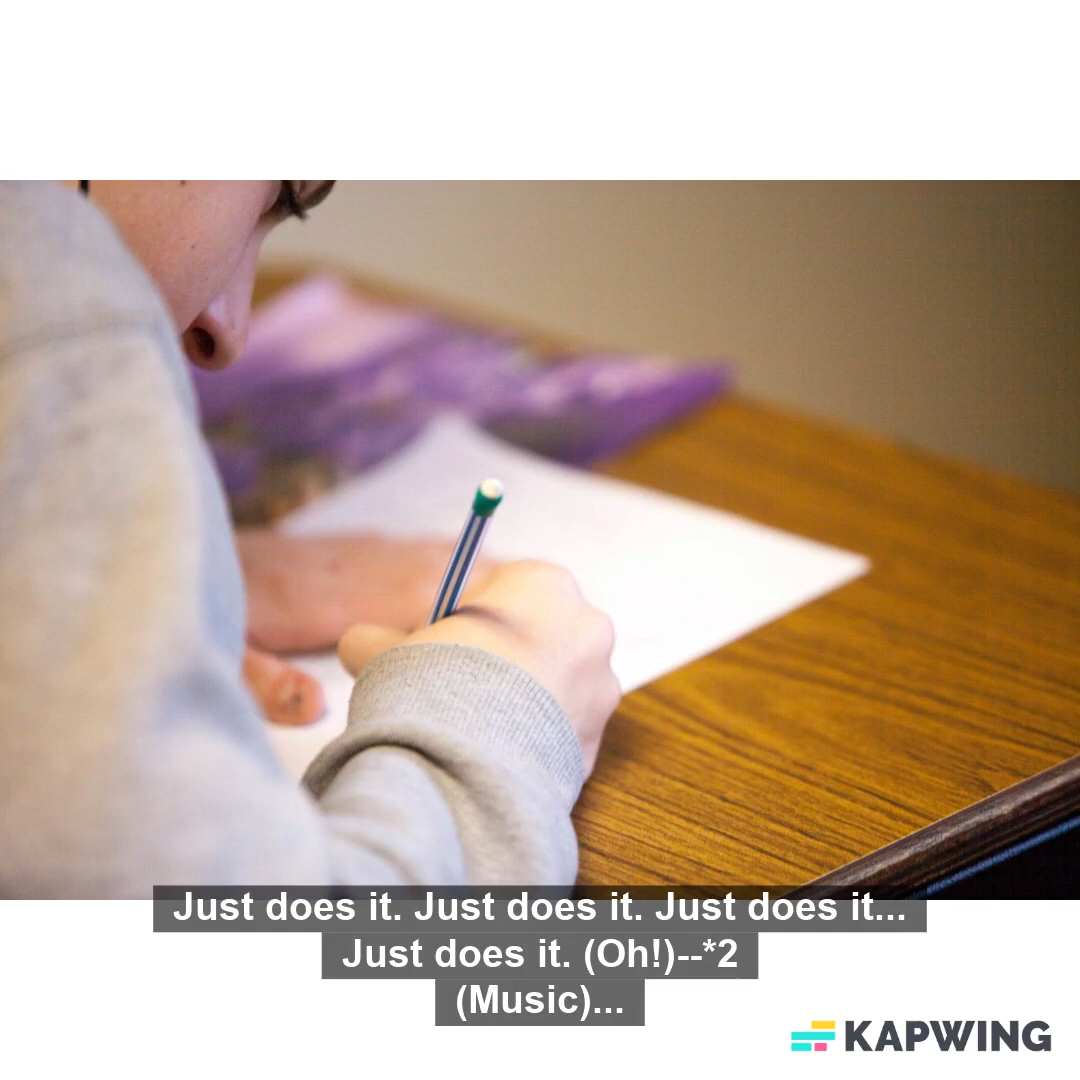 Just does it. Just does it. Just does it...
Just does it. (Oh!)--*2
(Music)...
KAPWING